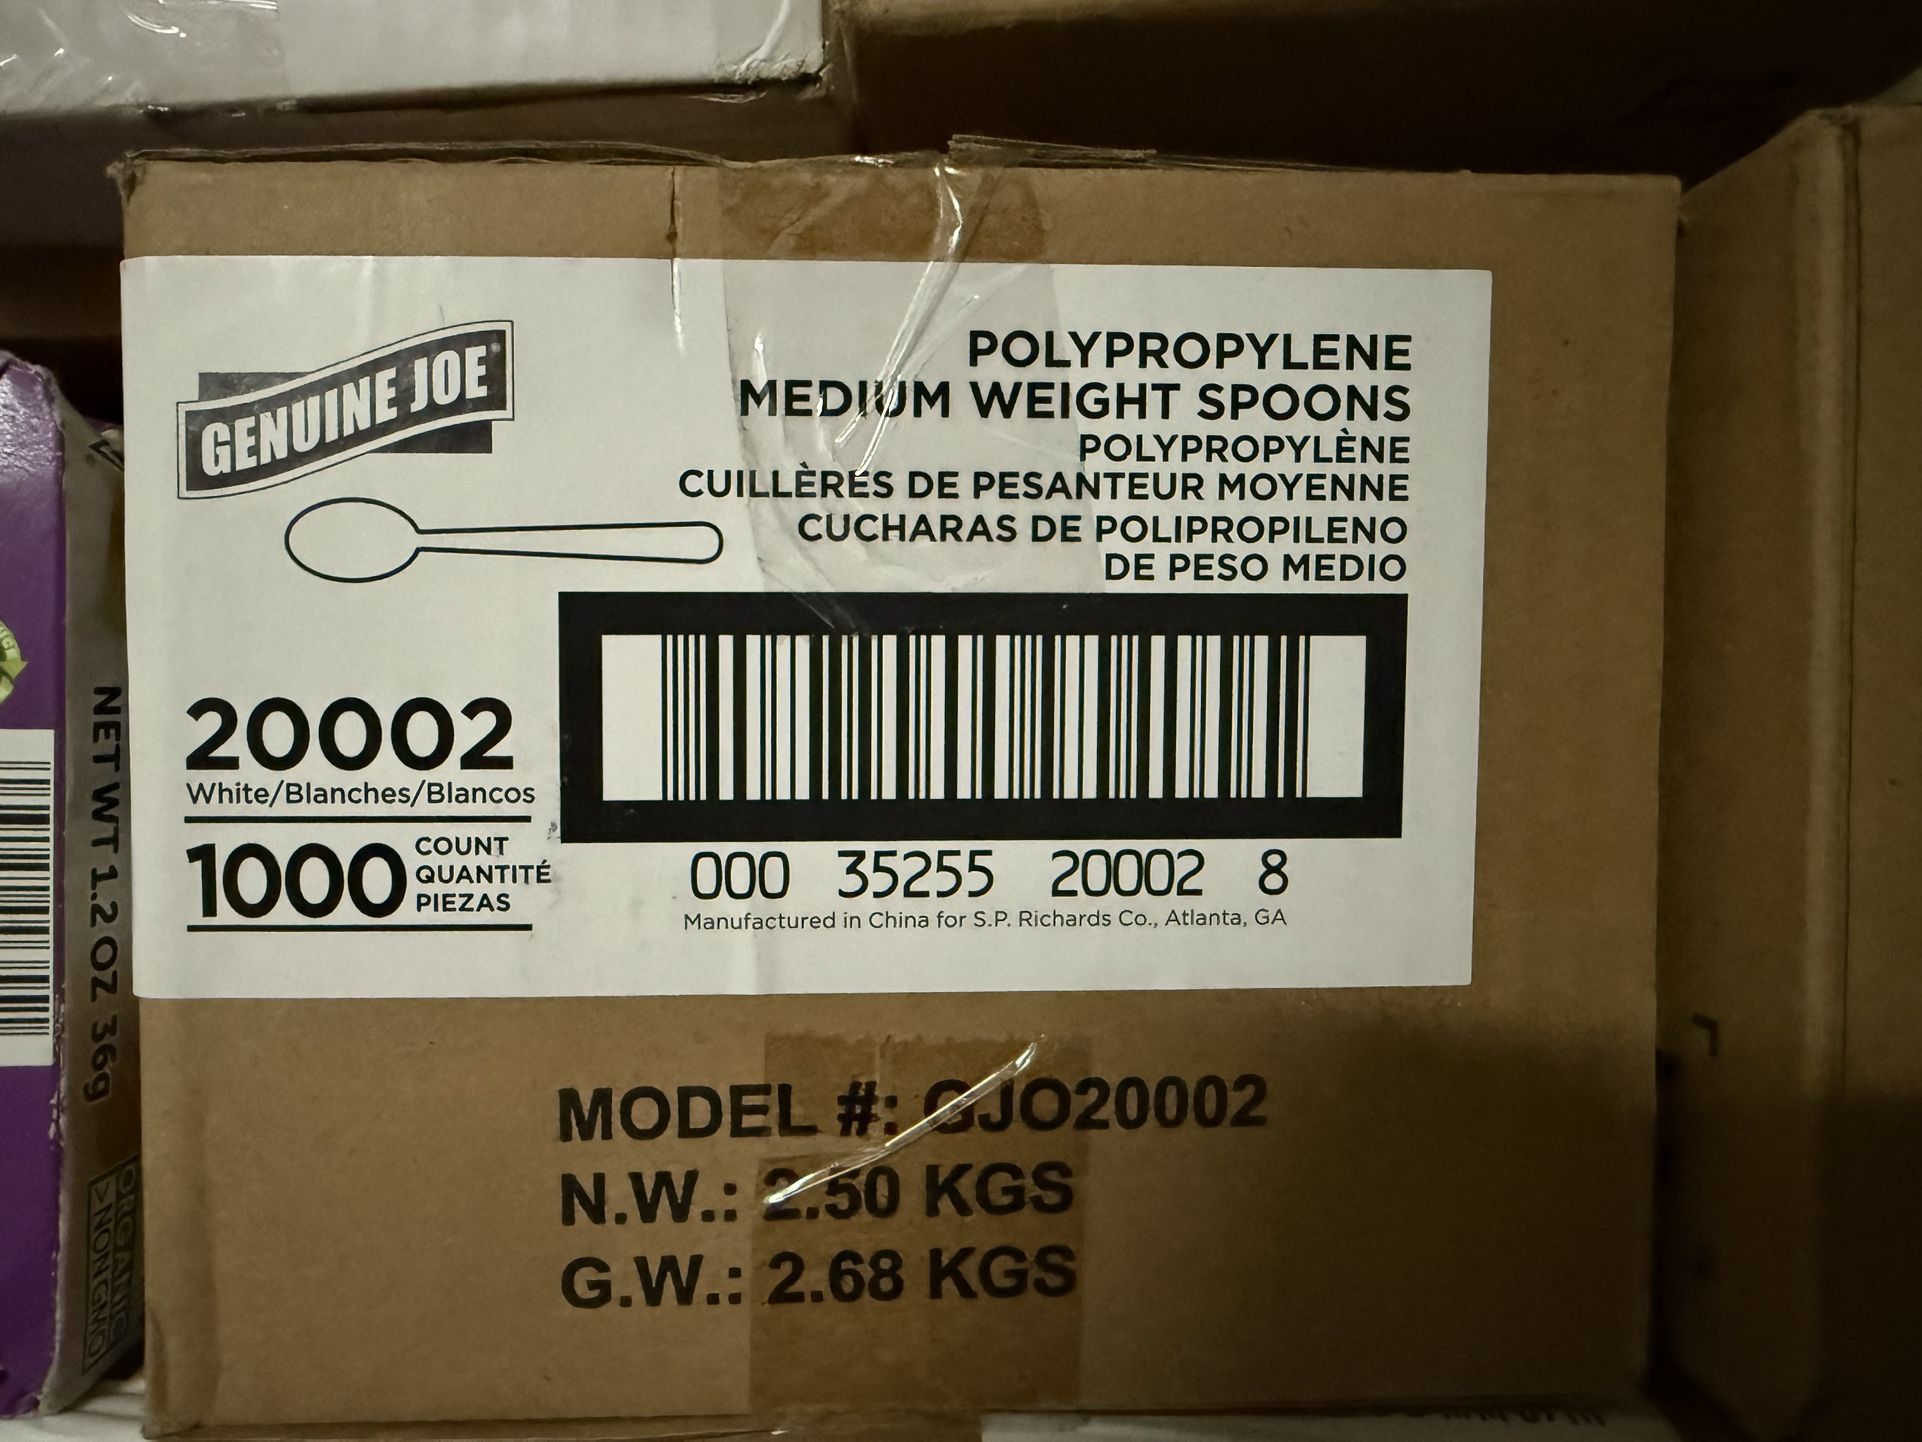 GENUINE JOE®
POLYPROPYLENE
MEDIUM WEIGHT SPOONS
POLYPROPYLÈNE
CUILLÈRES DE PESANTEUR MOYENNE
CUCHARAS DE POLIPROPILENO
DE PESO MEDIO
20002
White/Blanches/Blancos
1000 COUNT
QUANTITÉ
PIEZAS
000 35255 20002 8
Manufactured in China for S.P. Richards Co., Atlanta, GA
MODEL #: GJO20002
N.W.: 2.50 KGS
G.W.: 2.68 KGS
NET WT 1.2 OZ 36g
ORGANIC
NON GMO